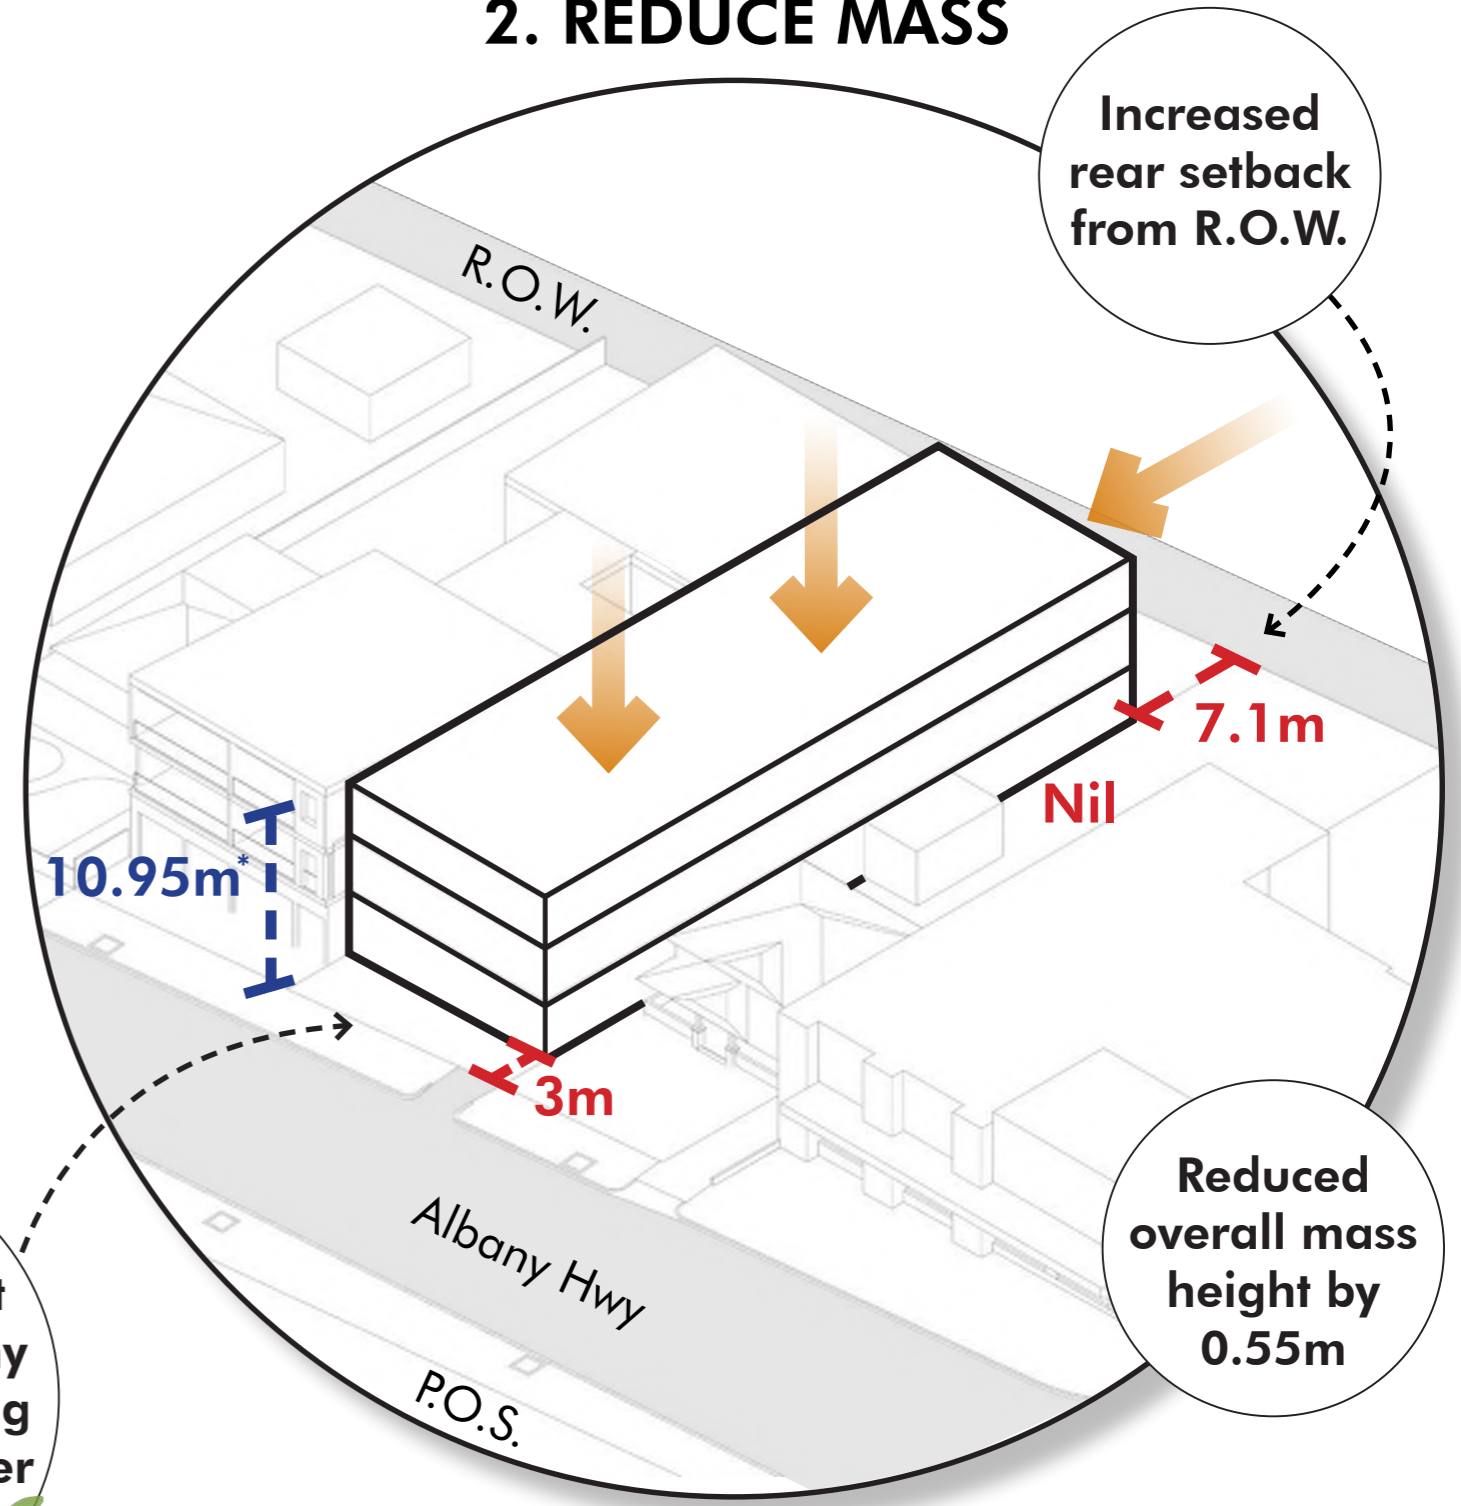 2. REDUCE MASS
Increased
rear setback
from R.O.W.
R.O.W.
7.1m
Nil
10.95m*
3m
Albany Hwy
P.O.S.
Reduced
overall mass
height by
0.55m